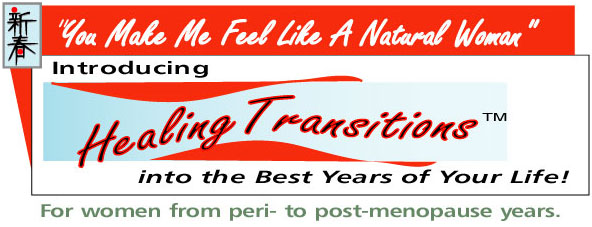 新春
"You Make Me Feel Like A Natural Woman"
Introducing
Healing Transitions™
into the Best Years of Your Life!
For women from peri- to post-menopause years.